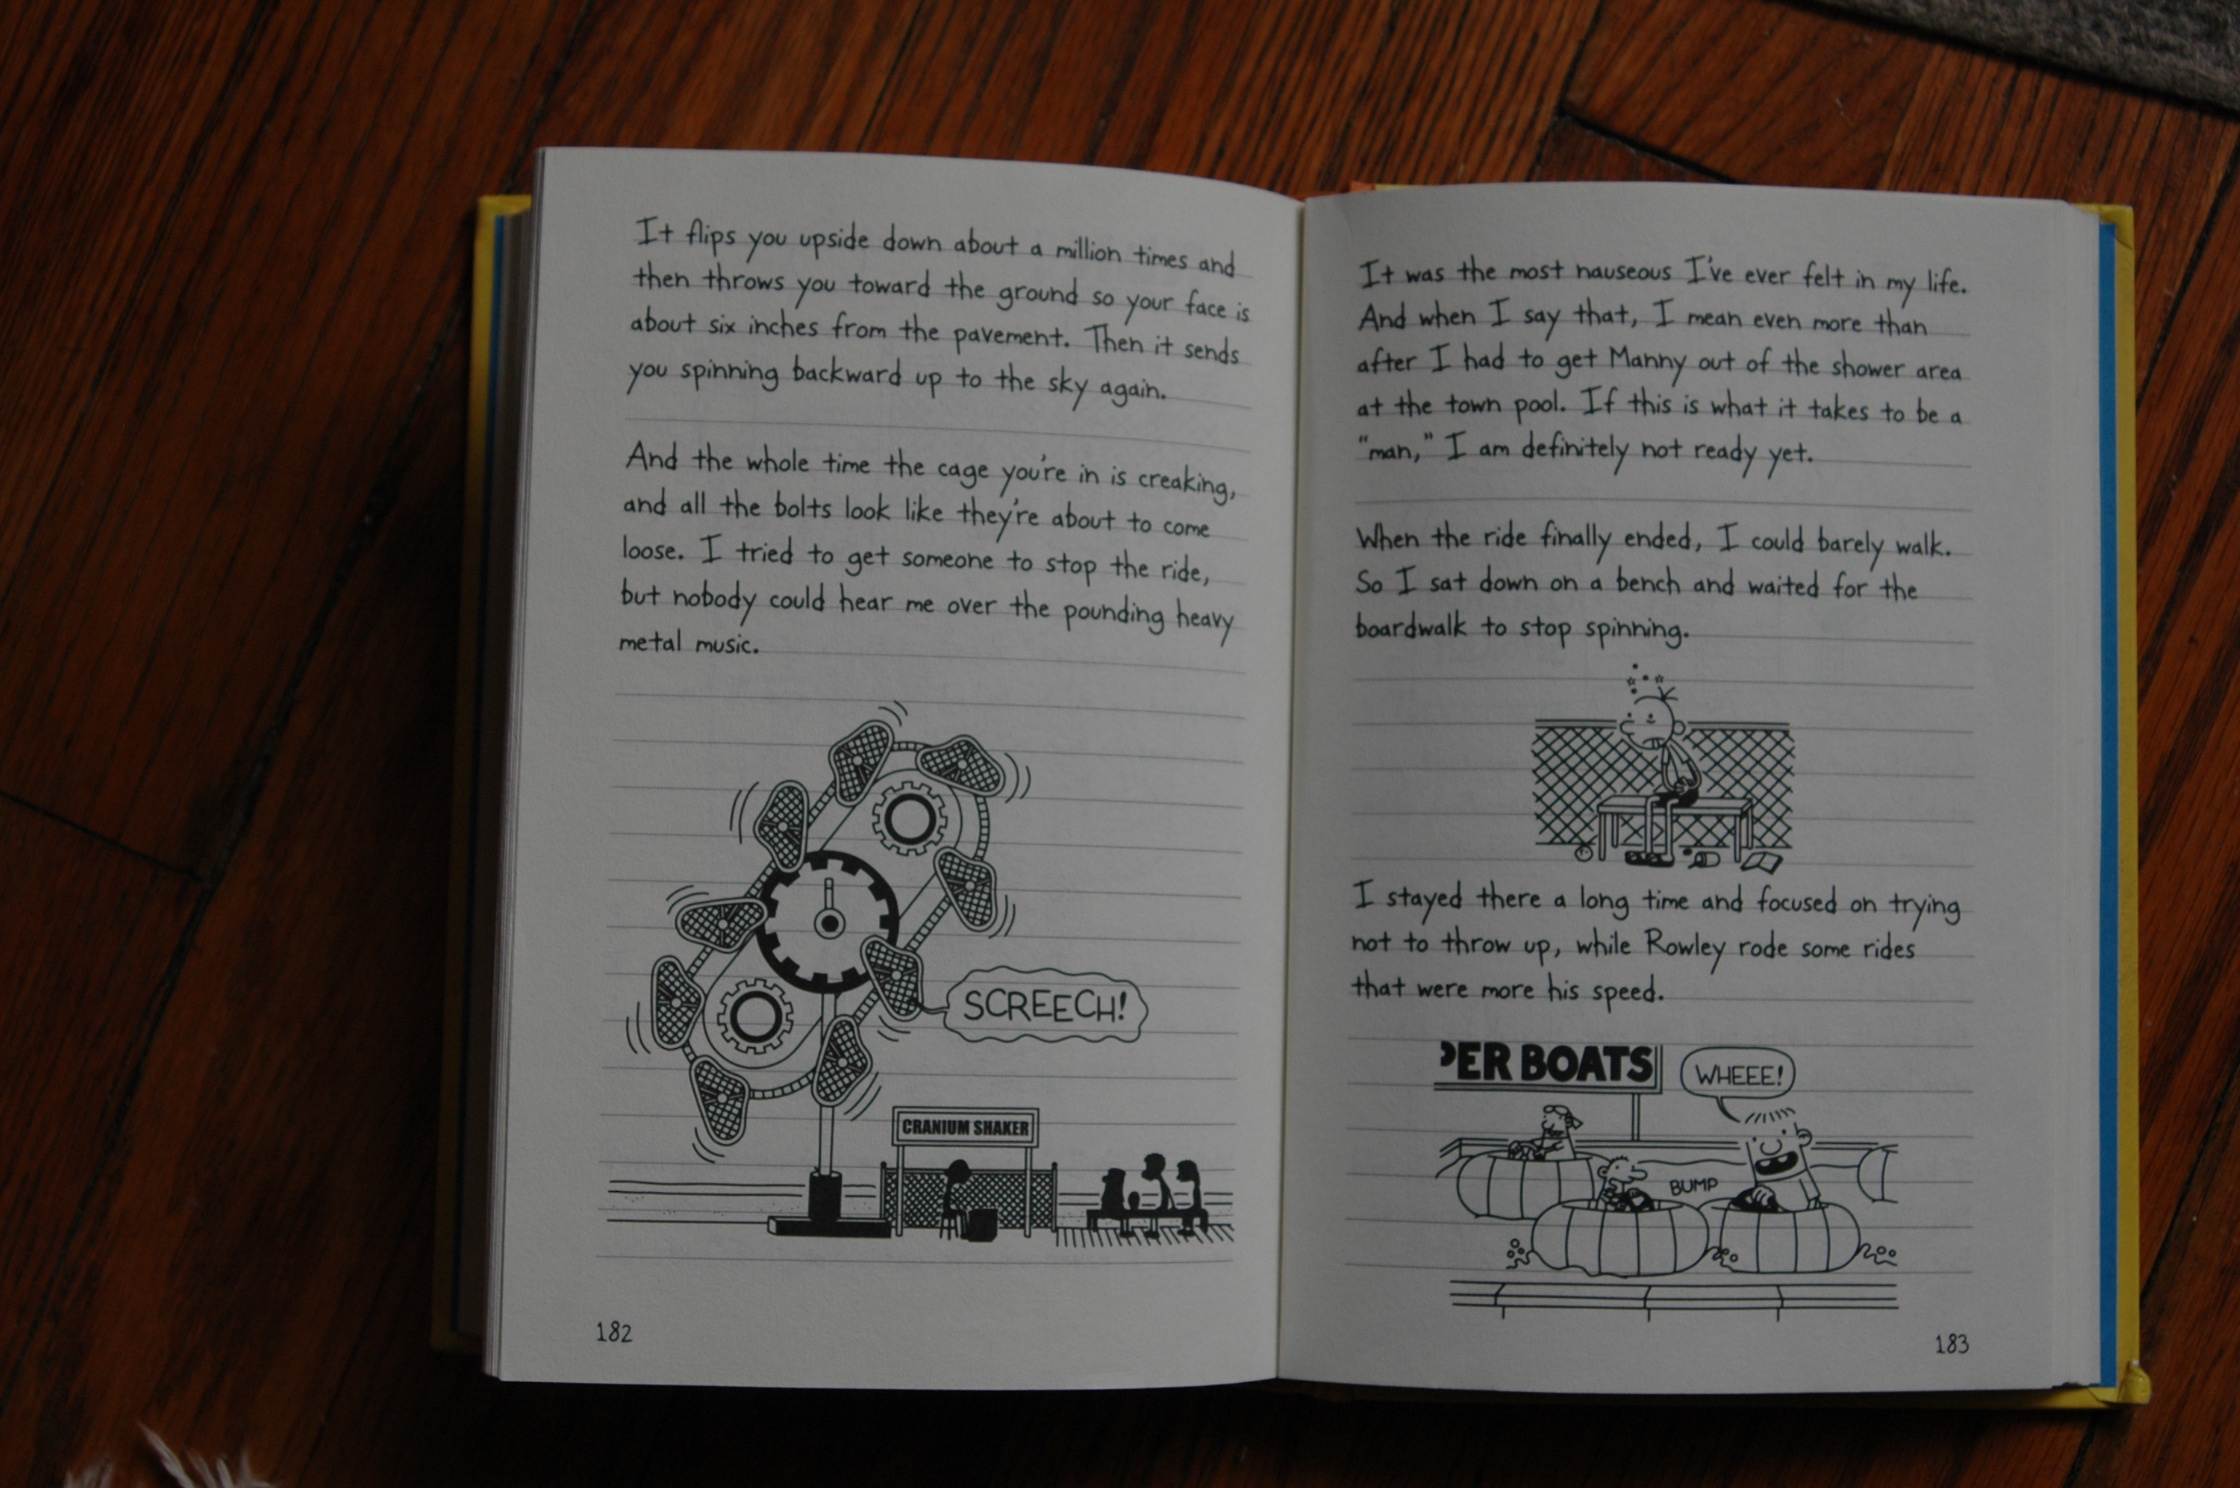 It flips you upside down about a million times and
then throws you toward the ground so your face is
about six inches from the pavement. Then it sends
you spinning backward up to the sky again.
And the whole time the cage you're in is creaking,
and all the bolts look like they're about to come
loose. I tried to get someone to stop the ride,
but nobody could hear me over the pounding heavy
metal music.
SCREECH!
CRANIUM SHAKER
182
It was the most nauseous I've ever felt in my life.
And when I say that, I mean even more than
after I had to get Manny out of the shower area
at the town pool. If this is what it takes to be a
"man," I am definitely not ready yet.
When the ride finally ended, I could barely walk.
So I sat down on a bench and waited for the
boardwalk to stop spinning.
I stayed there a long time and focused on trying
not to throw up, while Rowley rode some rides
that were more his speed.
PER BOATS
WHEEE!
BUMP
183